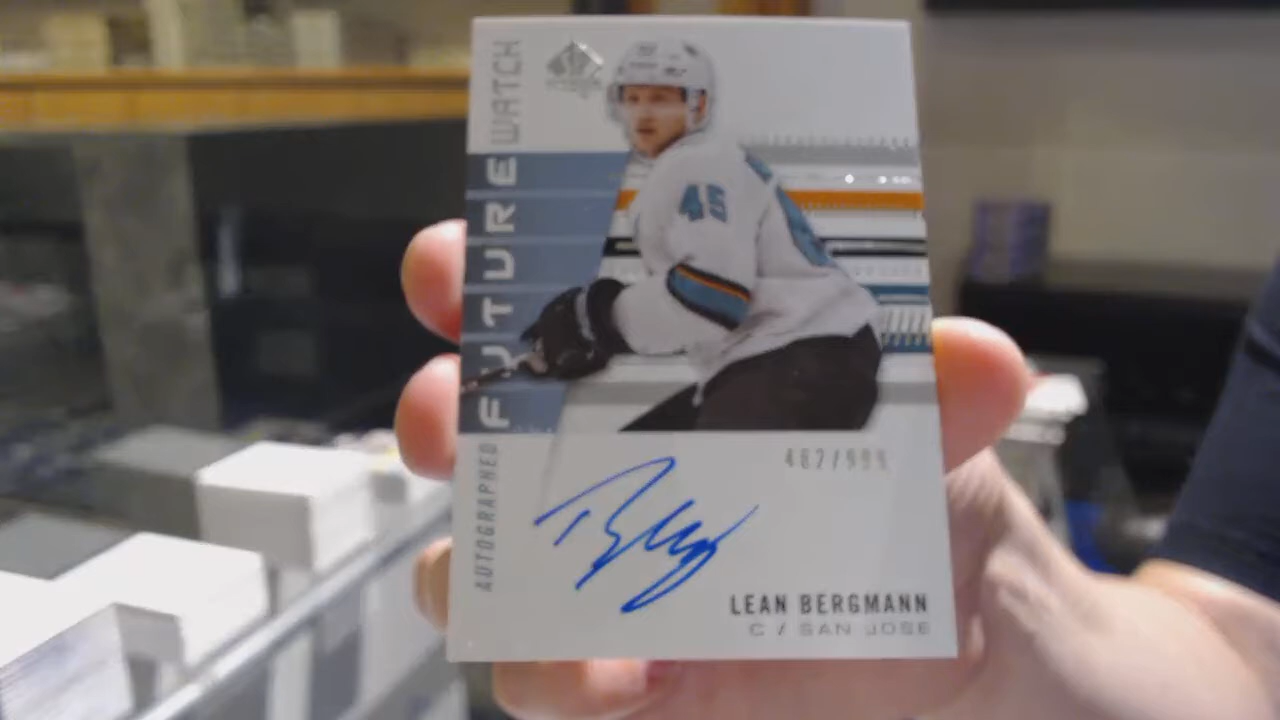 AUTOGRAPHED FUTURE WATCH
45
462/999
LEAN BERGMANN
C / SAN JOSE